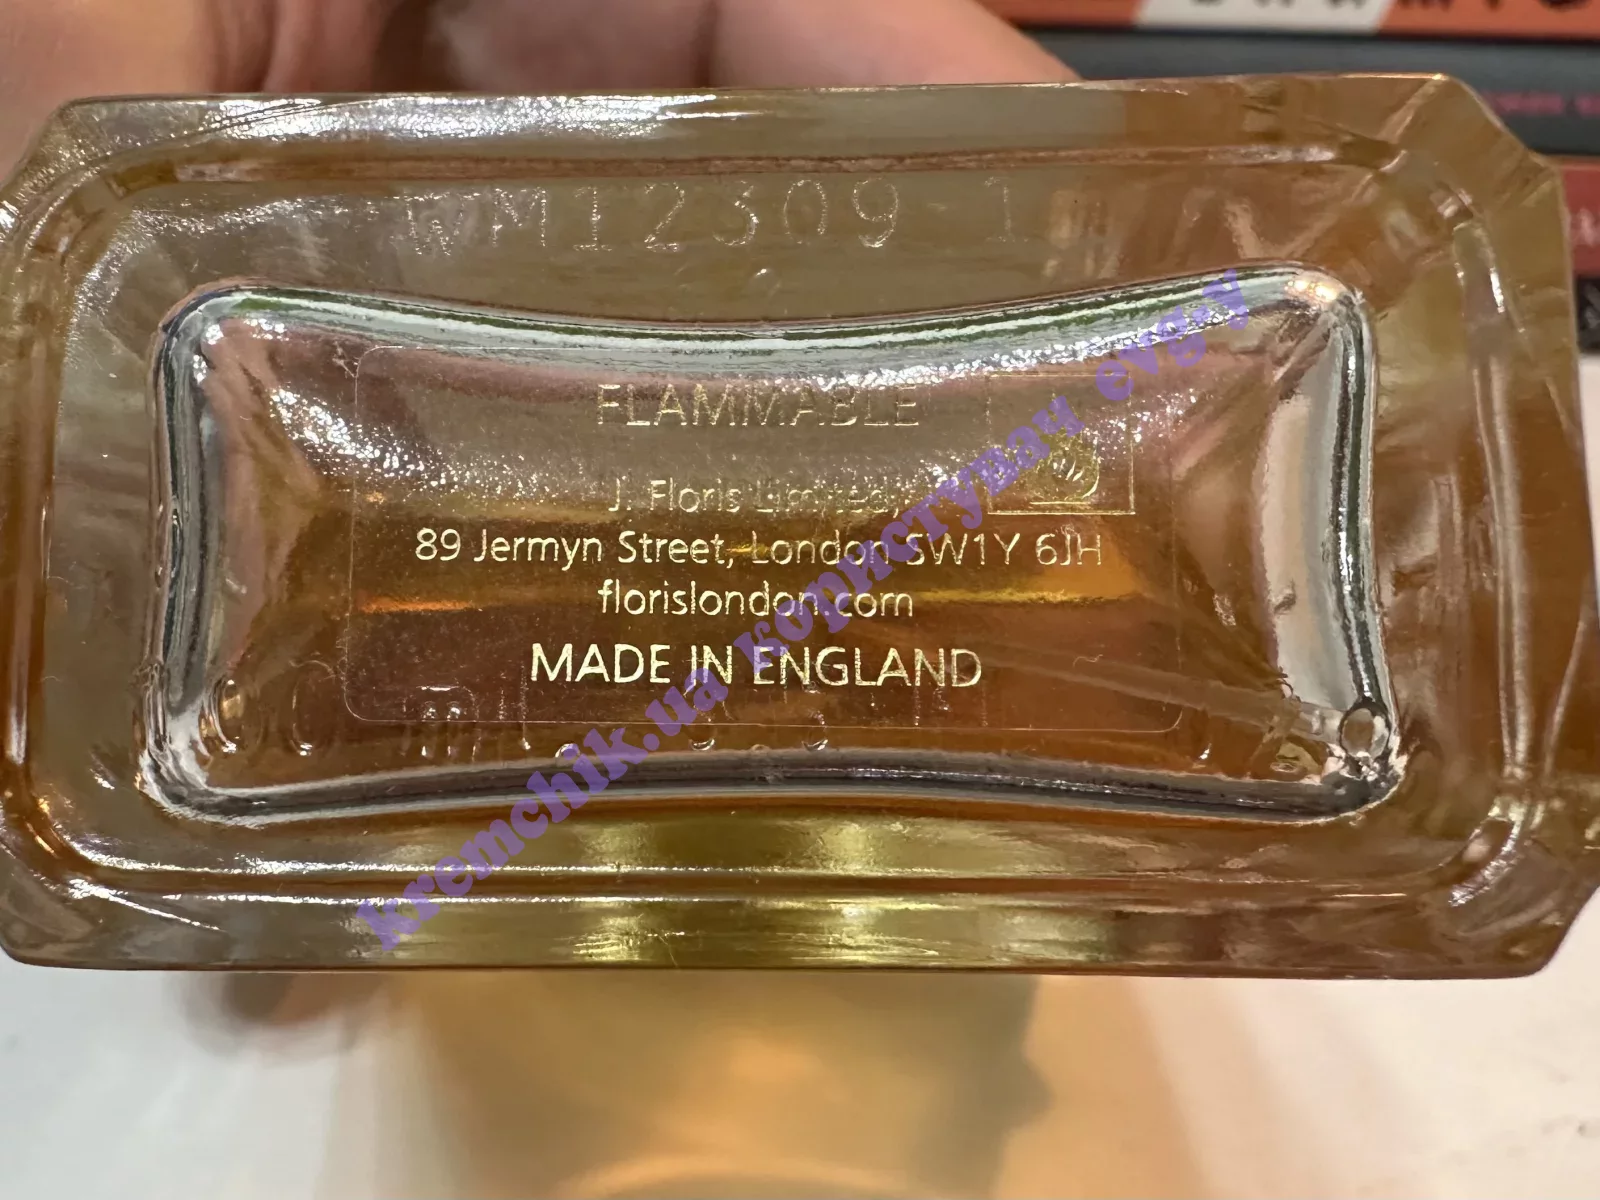 WM12309-1
FLAMMABLE
J. Floris Limited,
89 Jermyn Street, London SW1Y 6JH
florislondon.com
MADE IN ENGLAND
kremchik.ua користувач evg.y